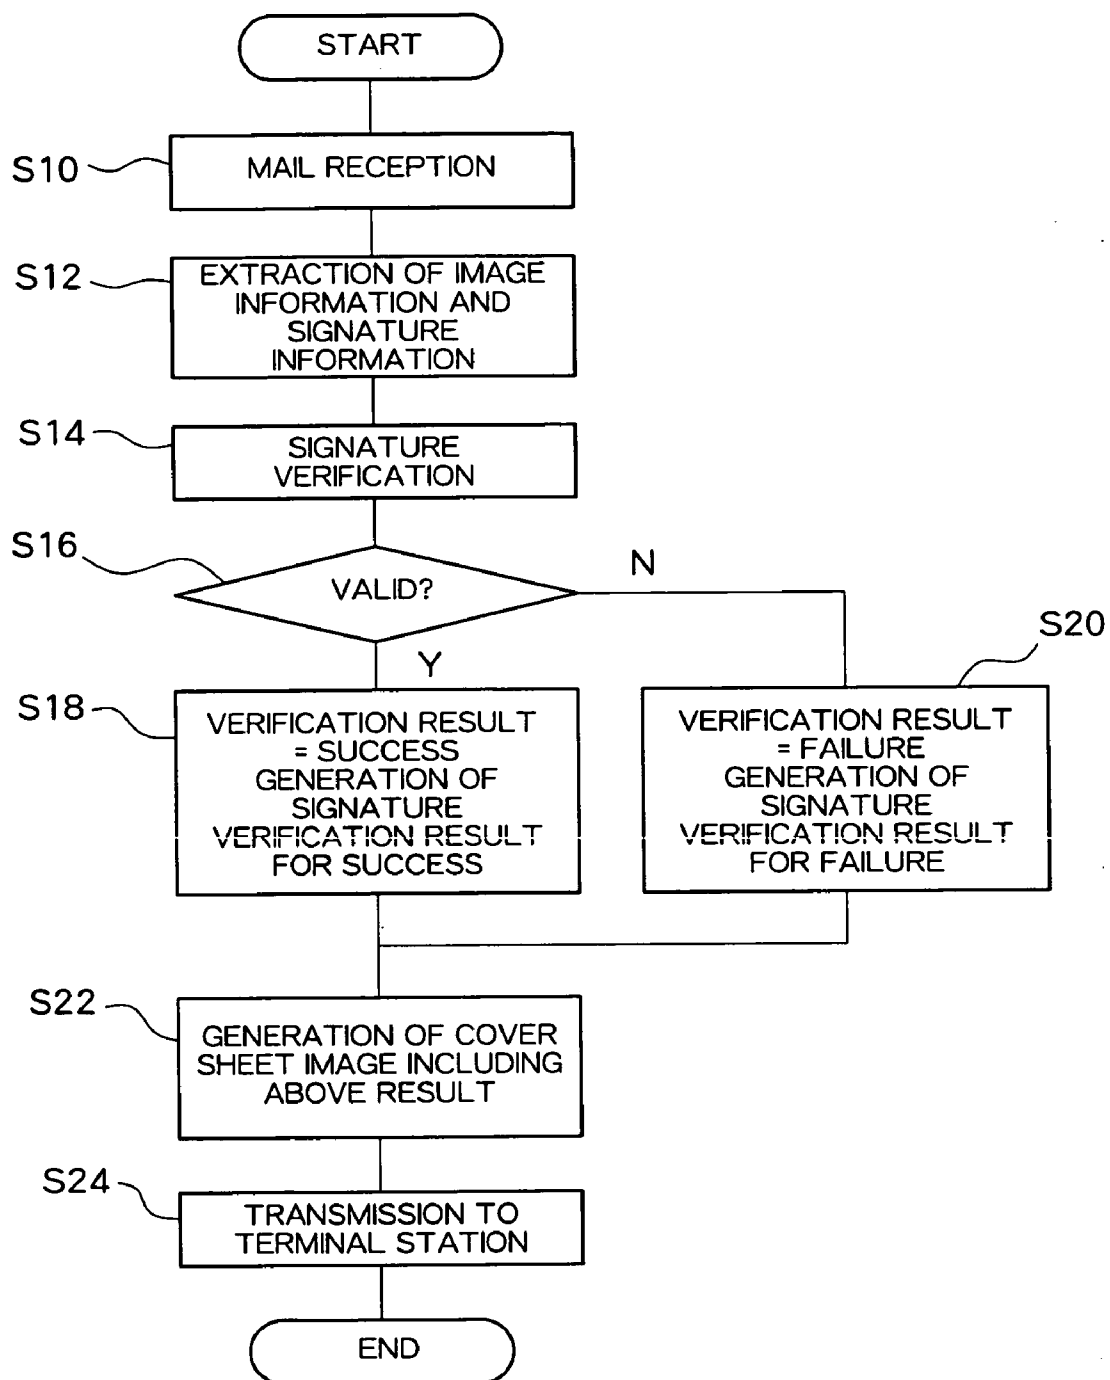 START
S10
MAIL RECEPTION
S12
EXTRACTION OF IMAGE
INFORMATION AND
SIGNATURE
INFORMATION
S14
SIGNATURE
VERIFICATION
S16
VALID?
N
Y
S18
VERIFICATION RESULT
= SUCCESS
GENERATION OF
SIGNATURE
VERIFICATION RESULT
FOR SUCCESS
S20
VERIFICATION RESULT
= FAILURE
GENERATION OF
SIGNATURE
VERIFICATION RESULT
FOR FAILURE
S22
GENERATION OF COVER
SHEET IMAGE INCLUDING
ABOVE RESULT
S24
TRANSMISSION TO
TERMINAL STATION
END